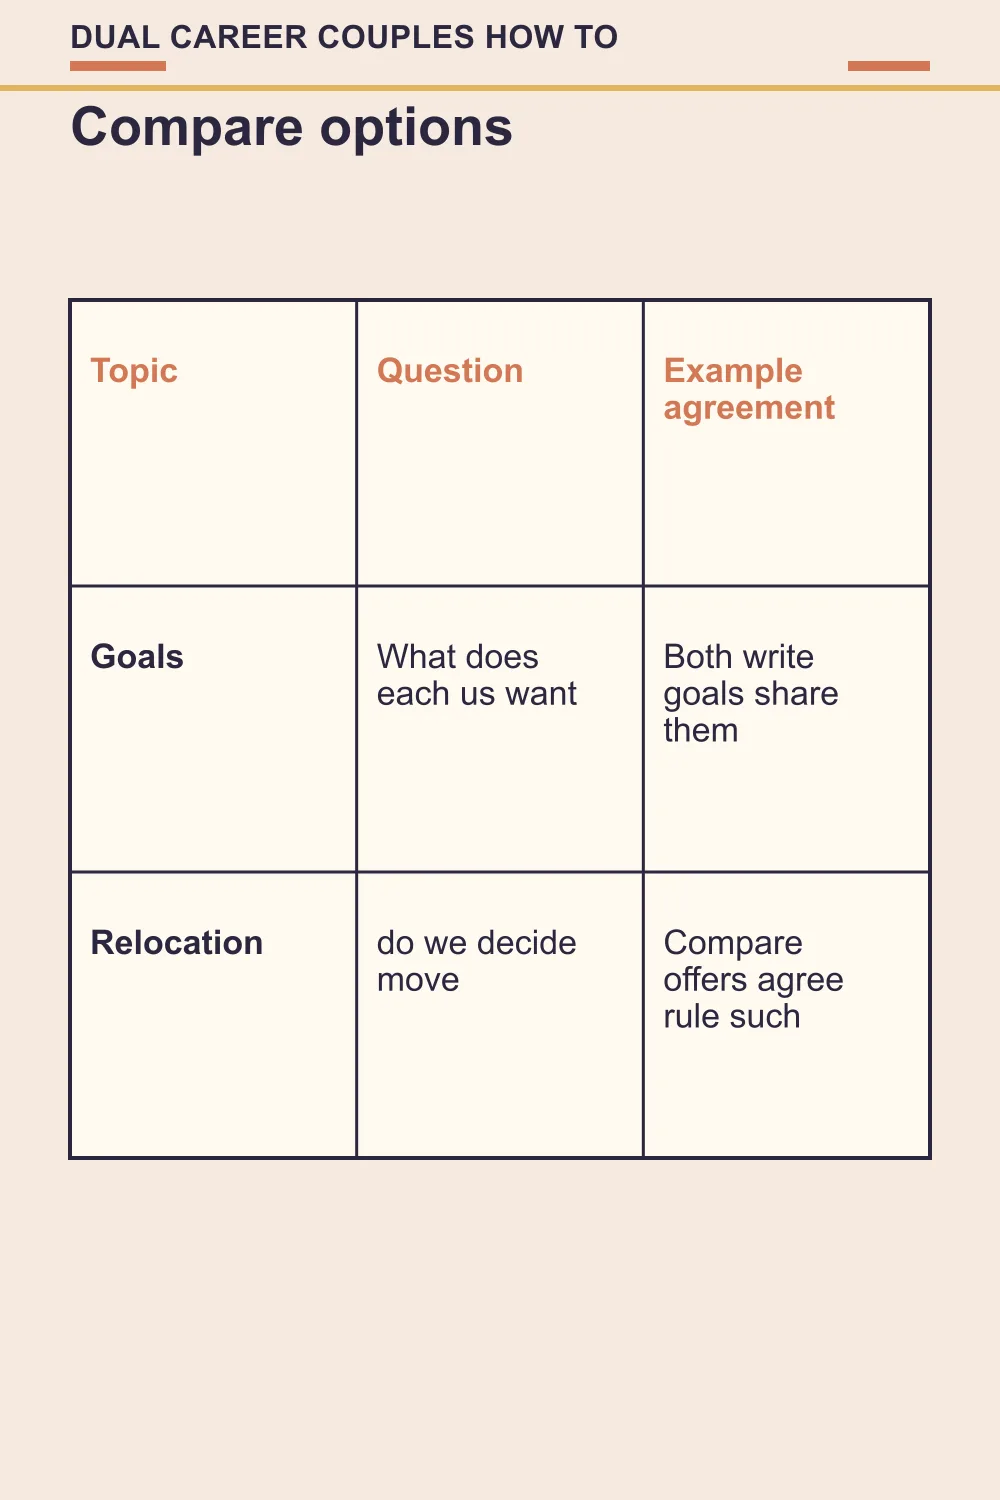 DUAL CAREER COUPLES HOW TO
Compare options
Topic
Question
Example
agreement
Goals
What does
each us want
Both write
goals share
them
Relocation
do we decide
move
Compare
offers agree
rule such